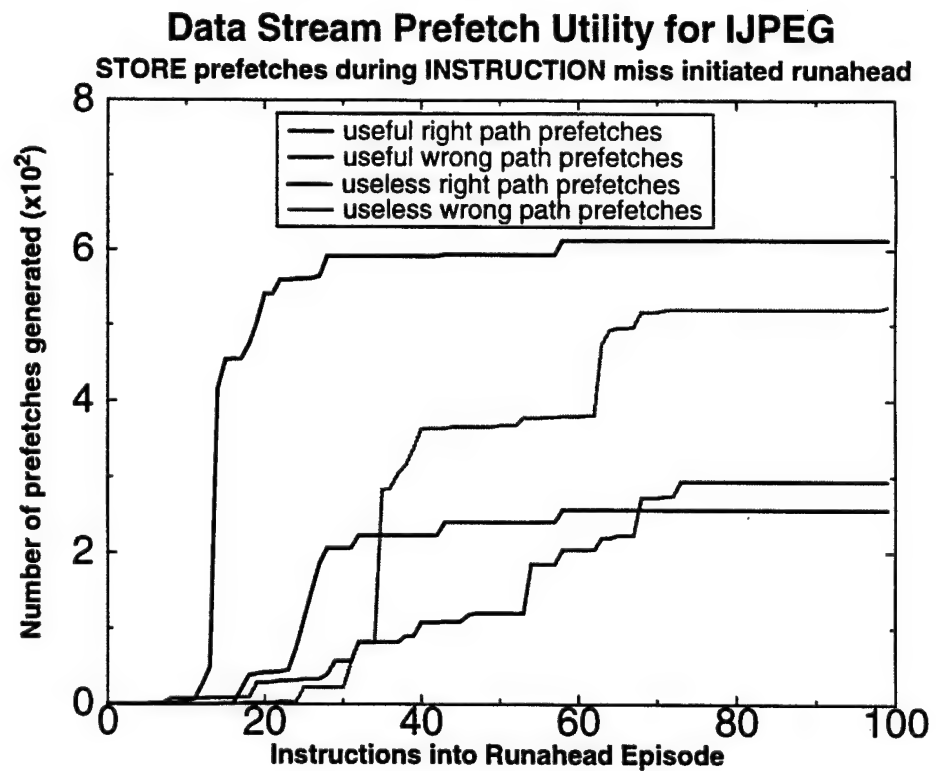 Data Stream Prefetch Utility for IJPEG
STORE prefetches during INSTRUCTION miss initiated runahead
8
useful right path prefetches
useful wrong path prefetches
useless right path prefetches
useless wrong path prefetches
Number of prefetches generated (x10²)
6
4
2
0
0
20
40
60
80
100
Instructions into Runahead Episode